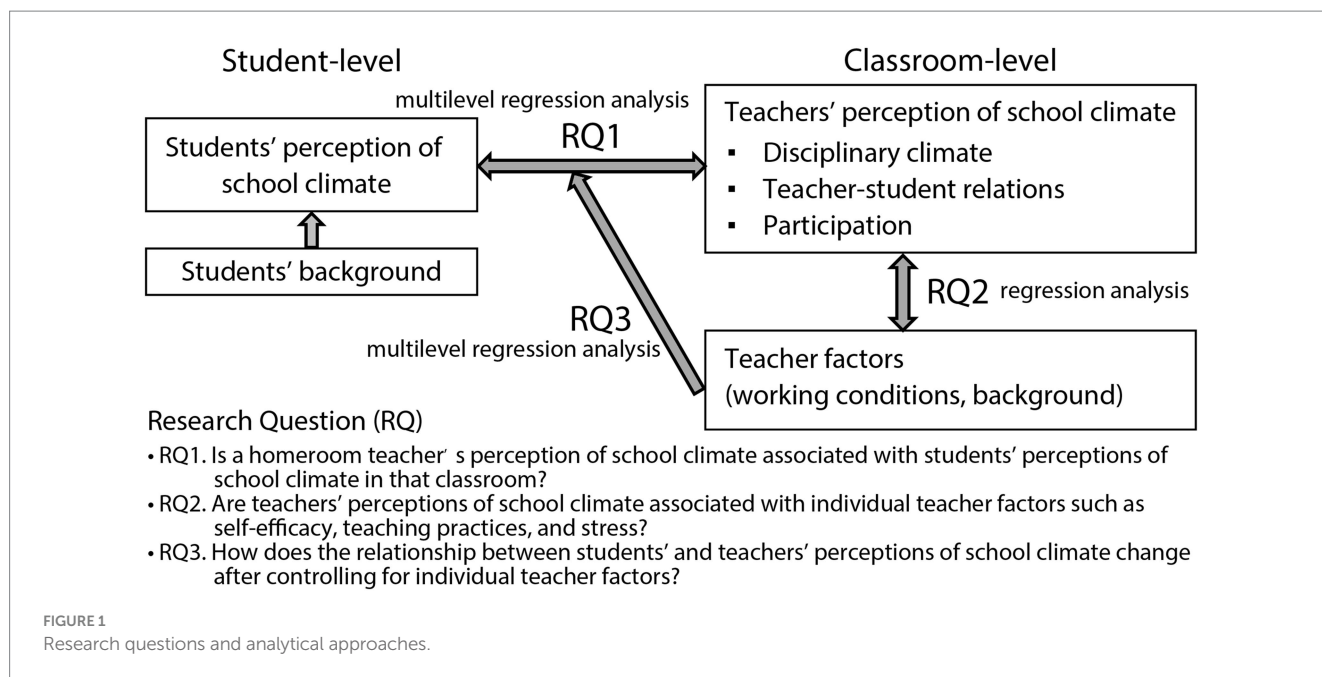 Student-level
Classroom-level
multilevel regression analysis
RQ1
Students’ perception of
school climate
Students’ background
Teachers’ perception of school climate
▪ Disciplinary climate
▪ Teacher-student relations
▪ Participation
RQ2 regression analysis
RQ3
multilevel regression analysis
Teacher factors
(working conditions, background)
Research Question (RQ)
• RQ1. Is a homeroom teacher’ s perception of school climate associated with students’ perceptions of
school climate in that classroom?
• RQ2. Are teachers’ perceptions of school climate associated with individual teacher factors such as
self-efficacy, teaching practices, and stress?
• RQ3. How does the relationship between students’ and teachers’ perceptions of school climate change
after controlling for individual teacher factors?
FIGURE 1
Research questions and analytical approaches.